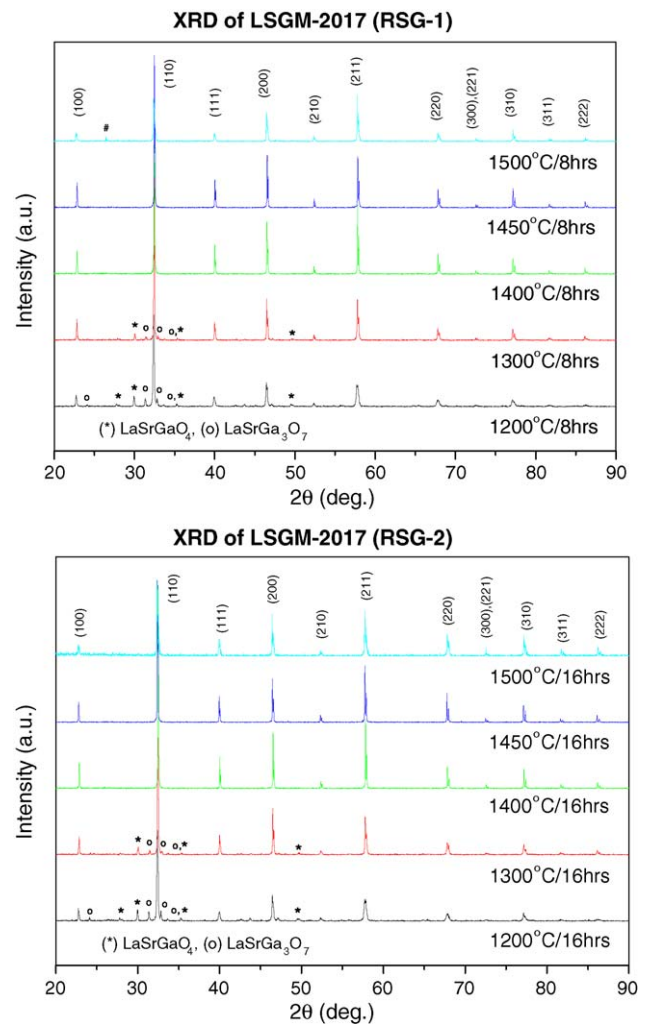 XRD of LSGM-2017 (RSG-1)
(100)
#
(110)
(111)
(200)
(210)
(211)
(220)
(300),(221)
(310)
(311)
(222)
1500°C/8hrs
1450°C/8hrs
1400°C/8hrs
* o o o,* *
1300°C/8hrs
o * * o o o,* *
1200°C/8hrs
(*) LaSrGaO4, (o) LaSrGa3O7
Intensity (a.u.)
20 30 40 50 60 70 80 90
2θ (deg.)
XRD of LSGM-2017 (RSG-2)
(100)
(110)
(111)
(200)
(210)
(211)
(220)
(300),(221)
(310)
(311)
(222)
1500°C/16hrs
1450°C/16hrs
1400°C/16hrs
* o o o,* *
1300°C/16hrs
o * * o o o,* *
1200°C/16hrs
(*) LaSrGaO4, (o) LaSrGa3O7
Intensity (a.u.)
20 30 40 50 60 70 80 90
2θ (deg.)